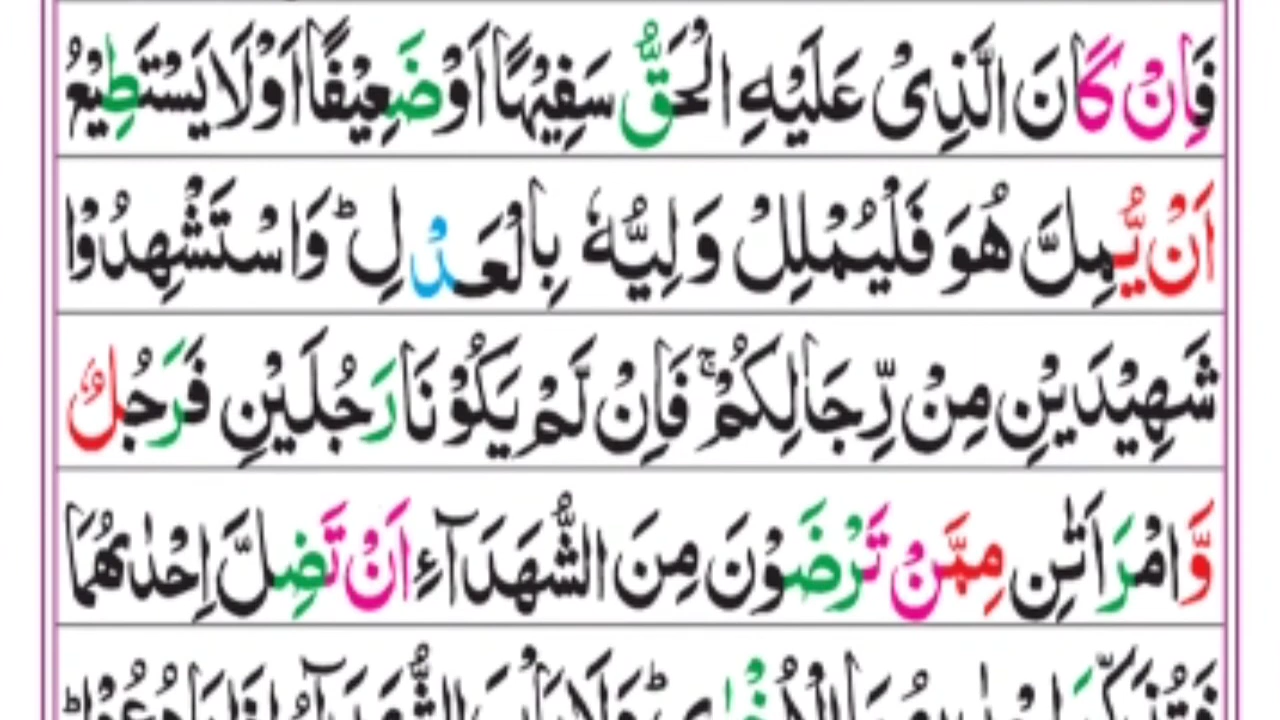 فَاِنْ كَانَ الَّذِیْ عَلَیْهِ الْحَقُّ سَفِیْهًا اَوْ ضَعِیْفًا اَوْ لَا یَسْتَطِیْعُ
اَنْ یُّمِلَّ هُوَ فَلْیُمْلِلْ وَلِیُّهٗ بِالْعَدْلِ ؕ وَاسْتَشْهِدُوْا
شَهِیْدَیْنِ مِنْ رِّجَالِكُمْ ۚ فَاِنْ لَّمْ یَكُوْنَا رَجُلَیْنِ فَرَجُلٌ
وَّامْرَاَتٰنِ مِمَّنْ تَرْضَوْنَ مِنَ الشُّهَدَآءِ اَنْ تَضِلَّ اِحْدٰىهُمَا